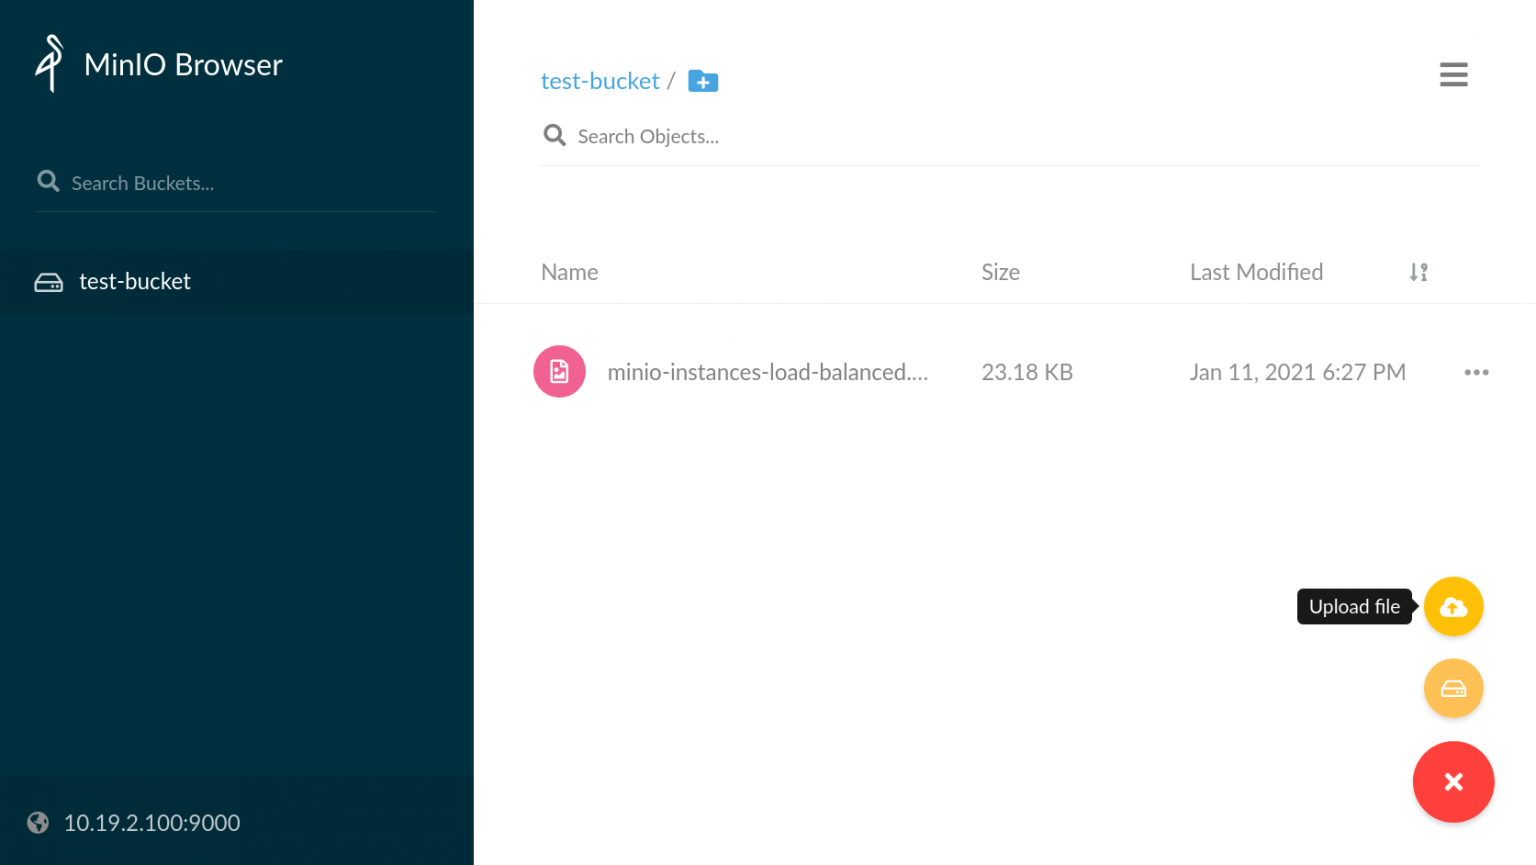 MinIO Browser
Search Buckets...
test-bucket
10.19.2.100:9000
test-bucket /
Search Objects...
Name Size Last Modified
minio-instances-load-balanced.... 23.18 KB Jan 11, 2021 6:27 PM
Upload file